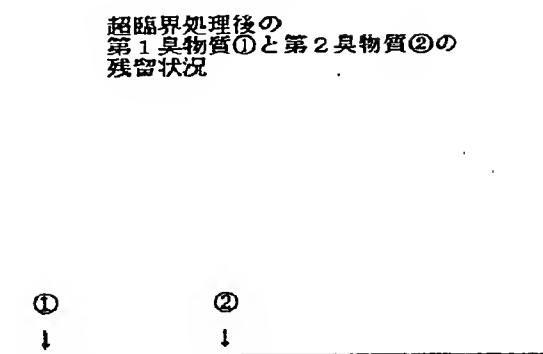 超臨界処理後の
第1臭物質①と第2臭物質②の
残留状況
① ②
↓ ↓